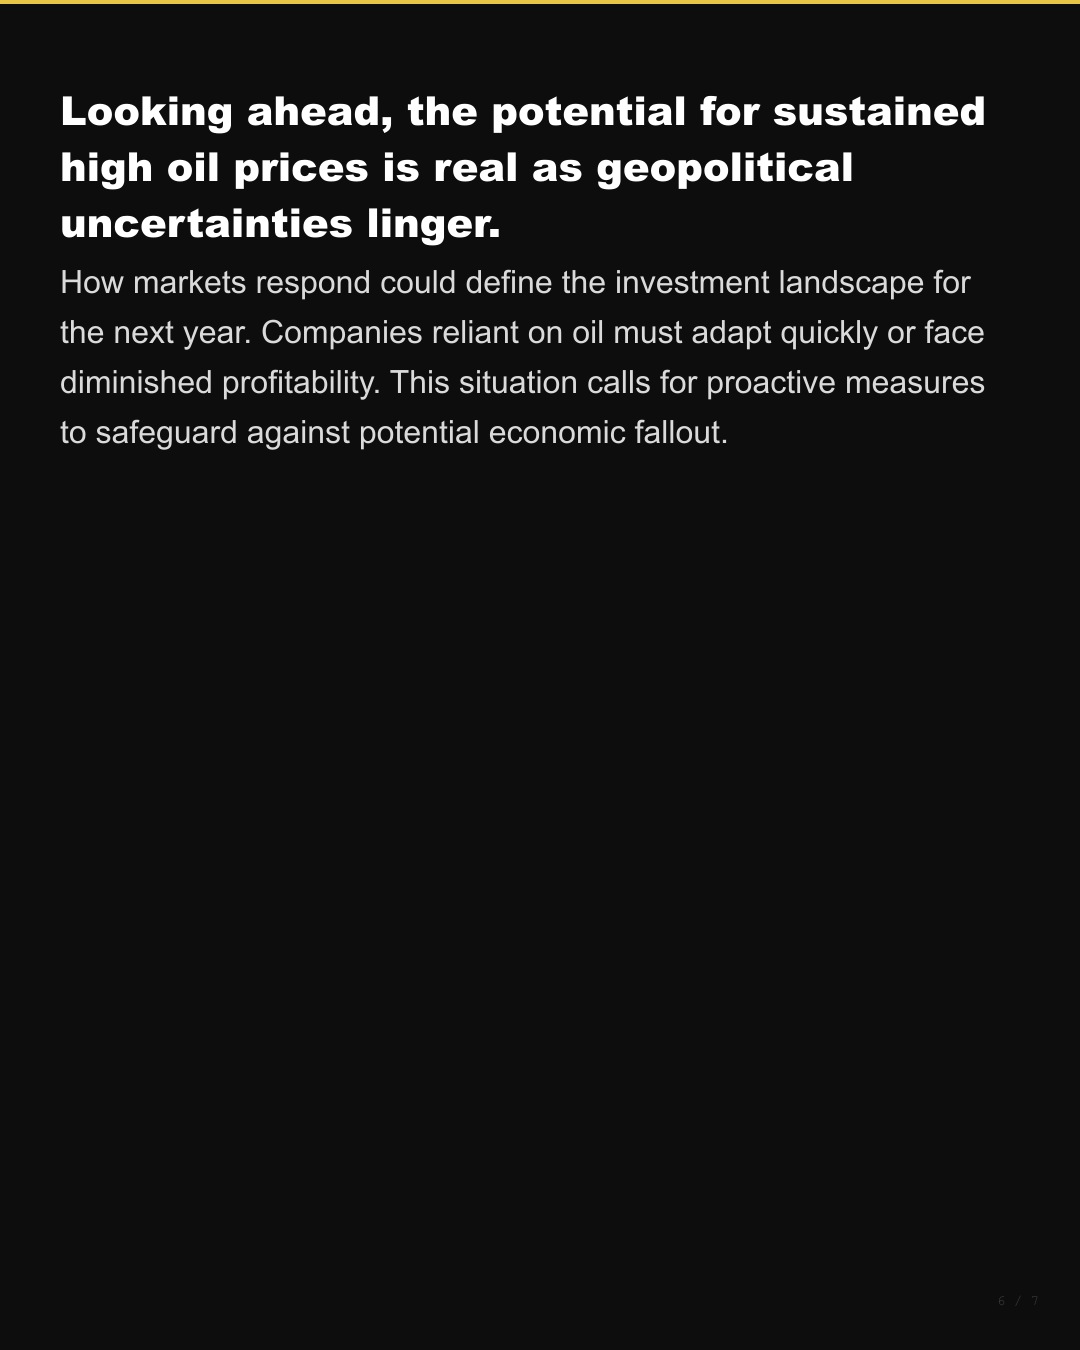 Looking ahead, the potential for sustained
high oil prices is real as geopolitical
uncertainties linger.
How markets respond could define the investment landscape for
the next year. Companies reliant on oil must adapt quickly or face
diminished profitability. This situation calls for proactive measures
to safeguard against potential economic fallout.
6 / 7